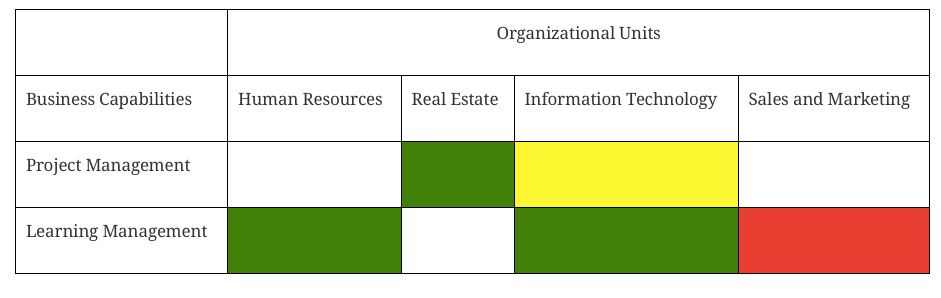 Organizational Units
Business Capabilities Human Resources Real Estate Information Technology Sales and Marketing
Project Management
Learning Management